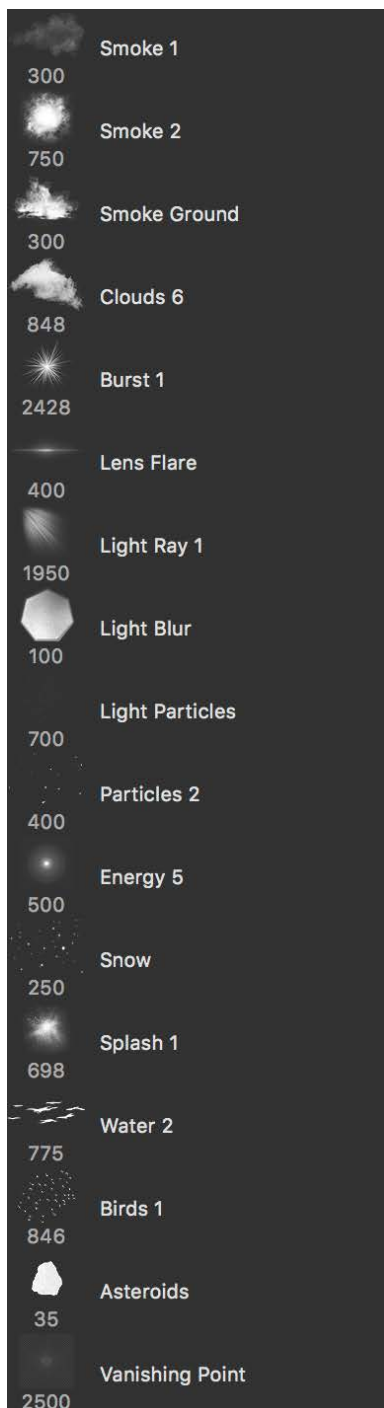 Smoke 1
300
Smoke 2
750
Smoke Ground
300
Clouds 6
848
Burst 1
2428
Lens Flare
400
Light Ray 1
1950
Light Blur
100
Light Particles
700
Particles 2
400
Energy 5
500
Snow
250
Splash 1
698
Water 2
775
Birds 1
846
Asteroids
35
Vanishing Point
2500